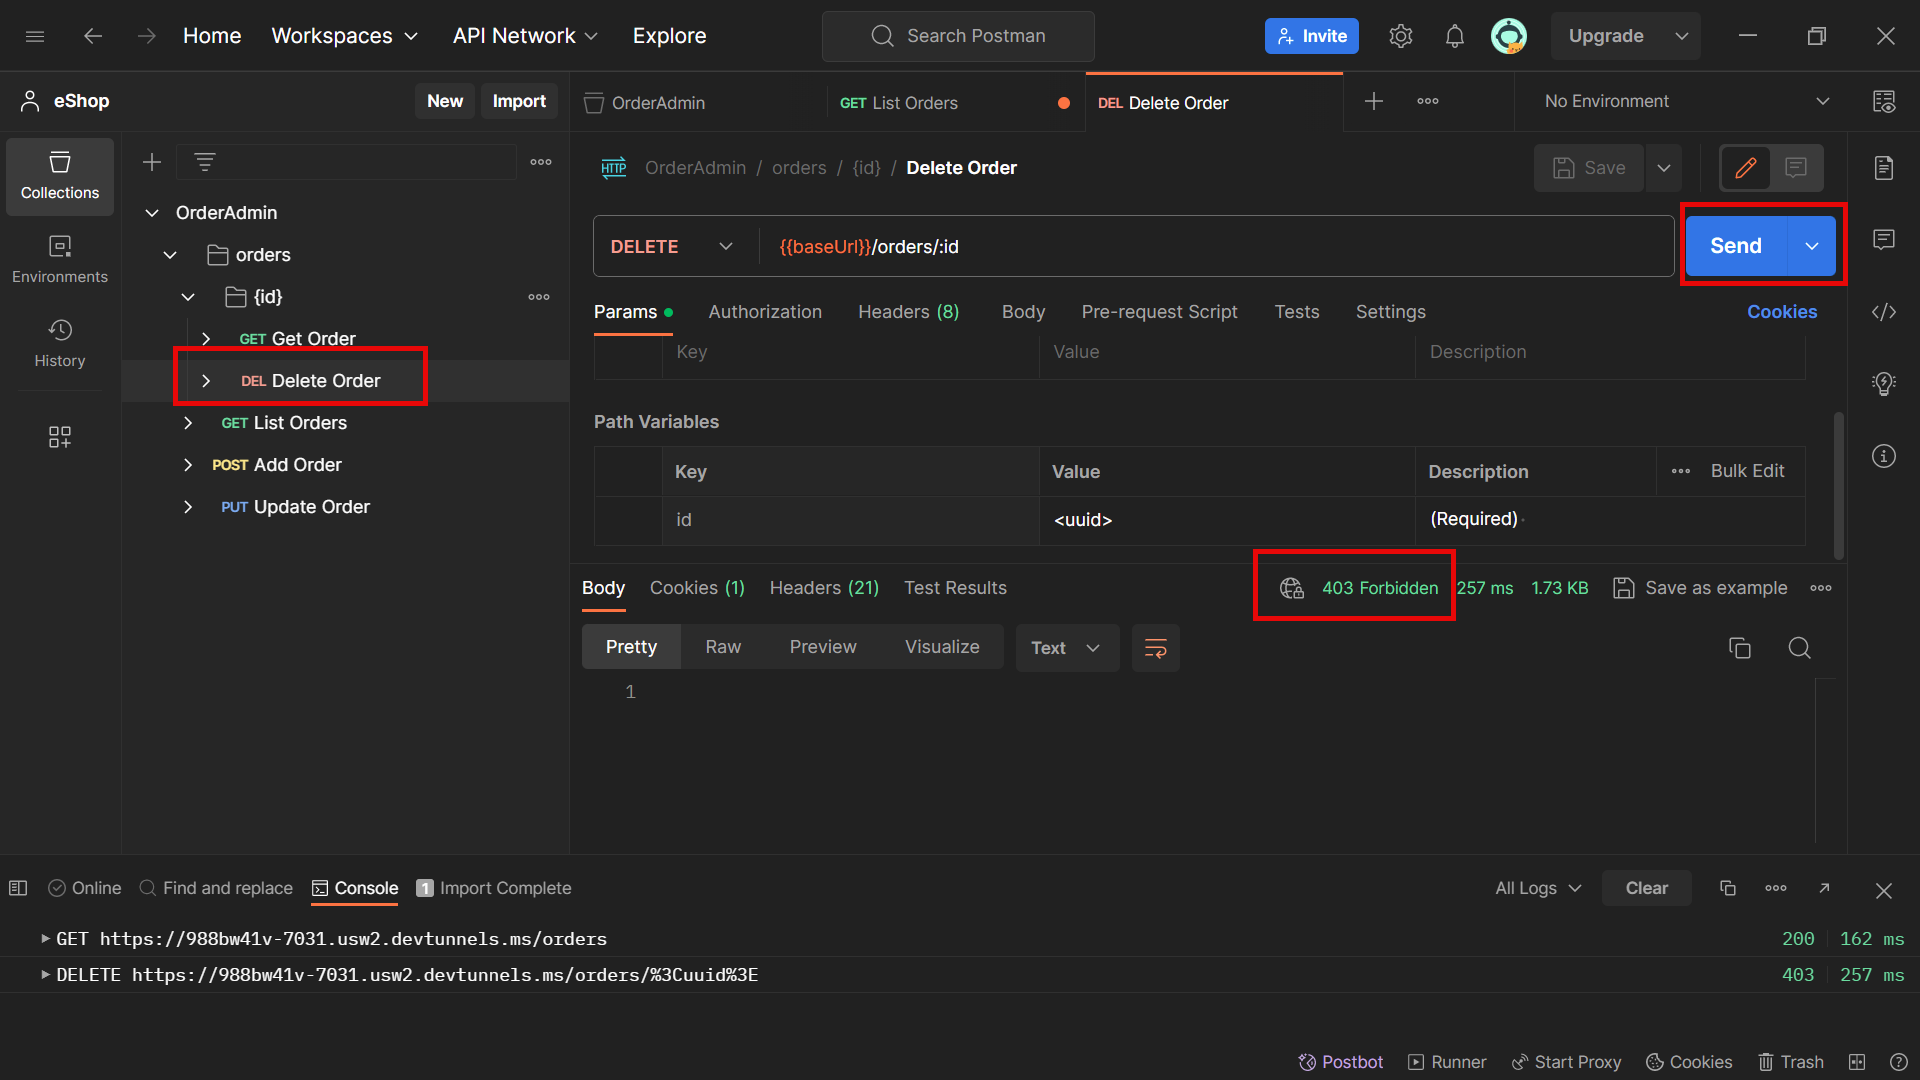 Home Workspaces API Network Explore Search Postman Invite Upgrade
eShop New Import OrderAdmin GET List Orders DEL Delete Order No Environment
Collections
Environments
History
OrderAdmin
orders
{id}
GET Get Order
DEL Delete Order
GET List Orders
POST Add Order
PUT Update Order
HTTP OrderAdmin / orders / {id} / Delete Order Save
DELETE {{baseUrl}}/orders/:id Send
Params Authorization Headers (8) Body Pre-request Script Tests Settings Cookies
Key Value Description
Path Variables
Key Value Description Bulk Edit
id <uuid> (Required)
Body Cookies (1) Headers (21) Test Results 403 Forbidden 257 ms 1.73 KB Save as example
Pretty Raw Preview Visualize Text
1
Online Find and replace Console 1 Import Complete All Logs Clear
GET https://988bw41v-7031.usw2.devtunnels.ms/orders 200 162 ms
DELETE https://988bw41v-7031.usw2.devtunnels.ms/orders/%3Cuuid%3E 403 257 ms
Postbot Runner Start Proxy Cookies Trash